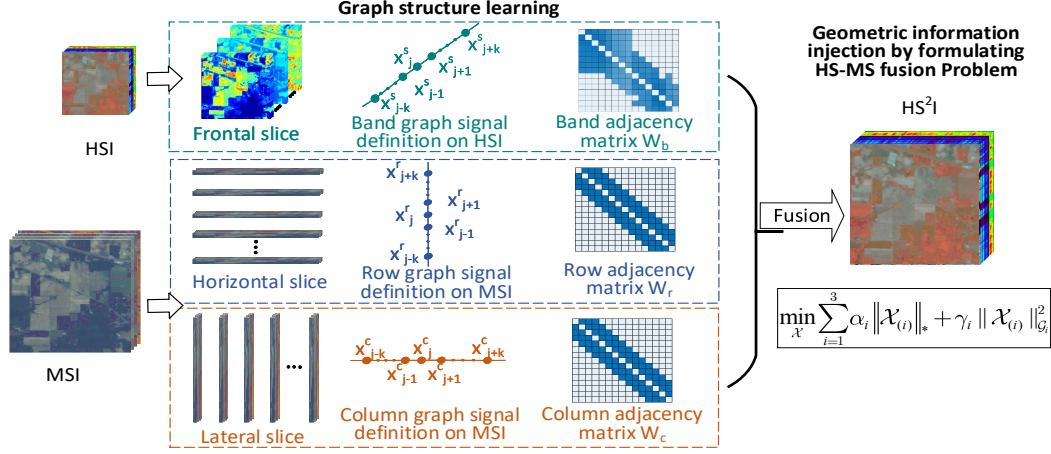 Graph structure learning
HSI
Frontal slice
x^s_{j-k}
x^s_j
x^s_{j-1}
x^s_{j+1}
x^s_{j+k}
Band graph signal
definition on HSI
Band adjacency
matrix W_b
MSI
Horizontal slice
x^r_{j+k}
x^r_{j+1}
x^r_j
x^r_{j-1}
x^r_{j-k}
Row graph signal
definition on MSI
Row adjacency
matrix W_r
Lateral slice
x^c_{j-k}
x^c_j
x^c_{j+k}
x^c_{j-1}
x^c_{j+1}
Column graph signal
definition on MSI
Column adjacency
matrix W_c
Fusion
Geometric information
injection by formulating
HS-MS fusion Problem
HS²I
min_𝒳 ∑_{i=1}^{3} α_i ‖𝒳_{(i)}‖_* + γ_i ‖ 𝒳_{(i)} ‖^2_{𝒢_i}